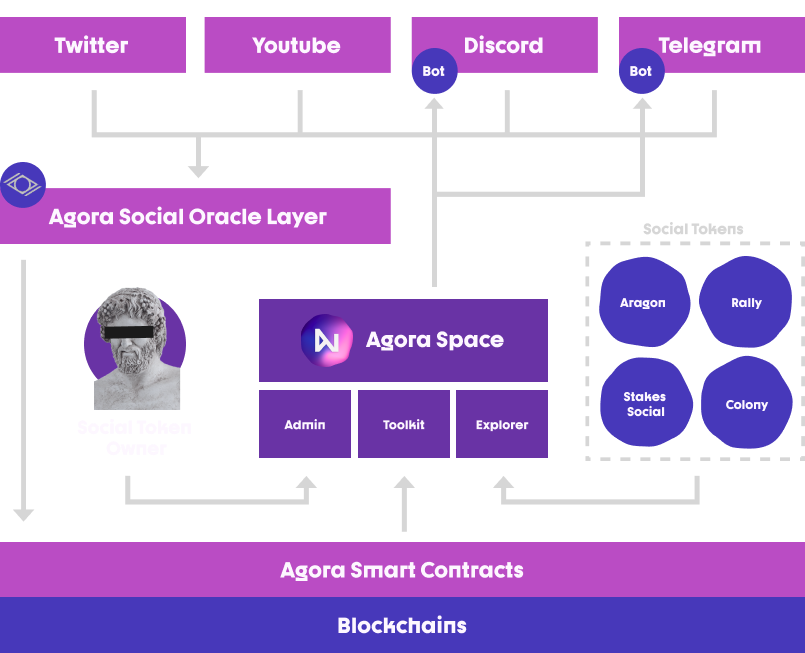 Twitter
Youtube
Discord
Telegram
Bot
Bot
Agora Social Oracle Layer
Social Tokens
Aragon
Rally
Stakes
Social
Colony
Agora Space
Admin
Toolkit
Explorer
Social Token
Owner
Agora Smart Contracts
Blockchains